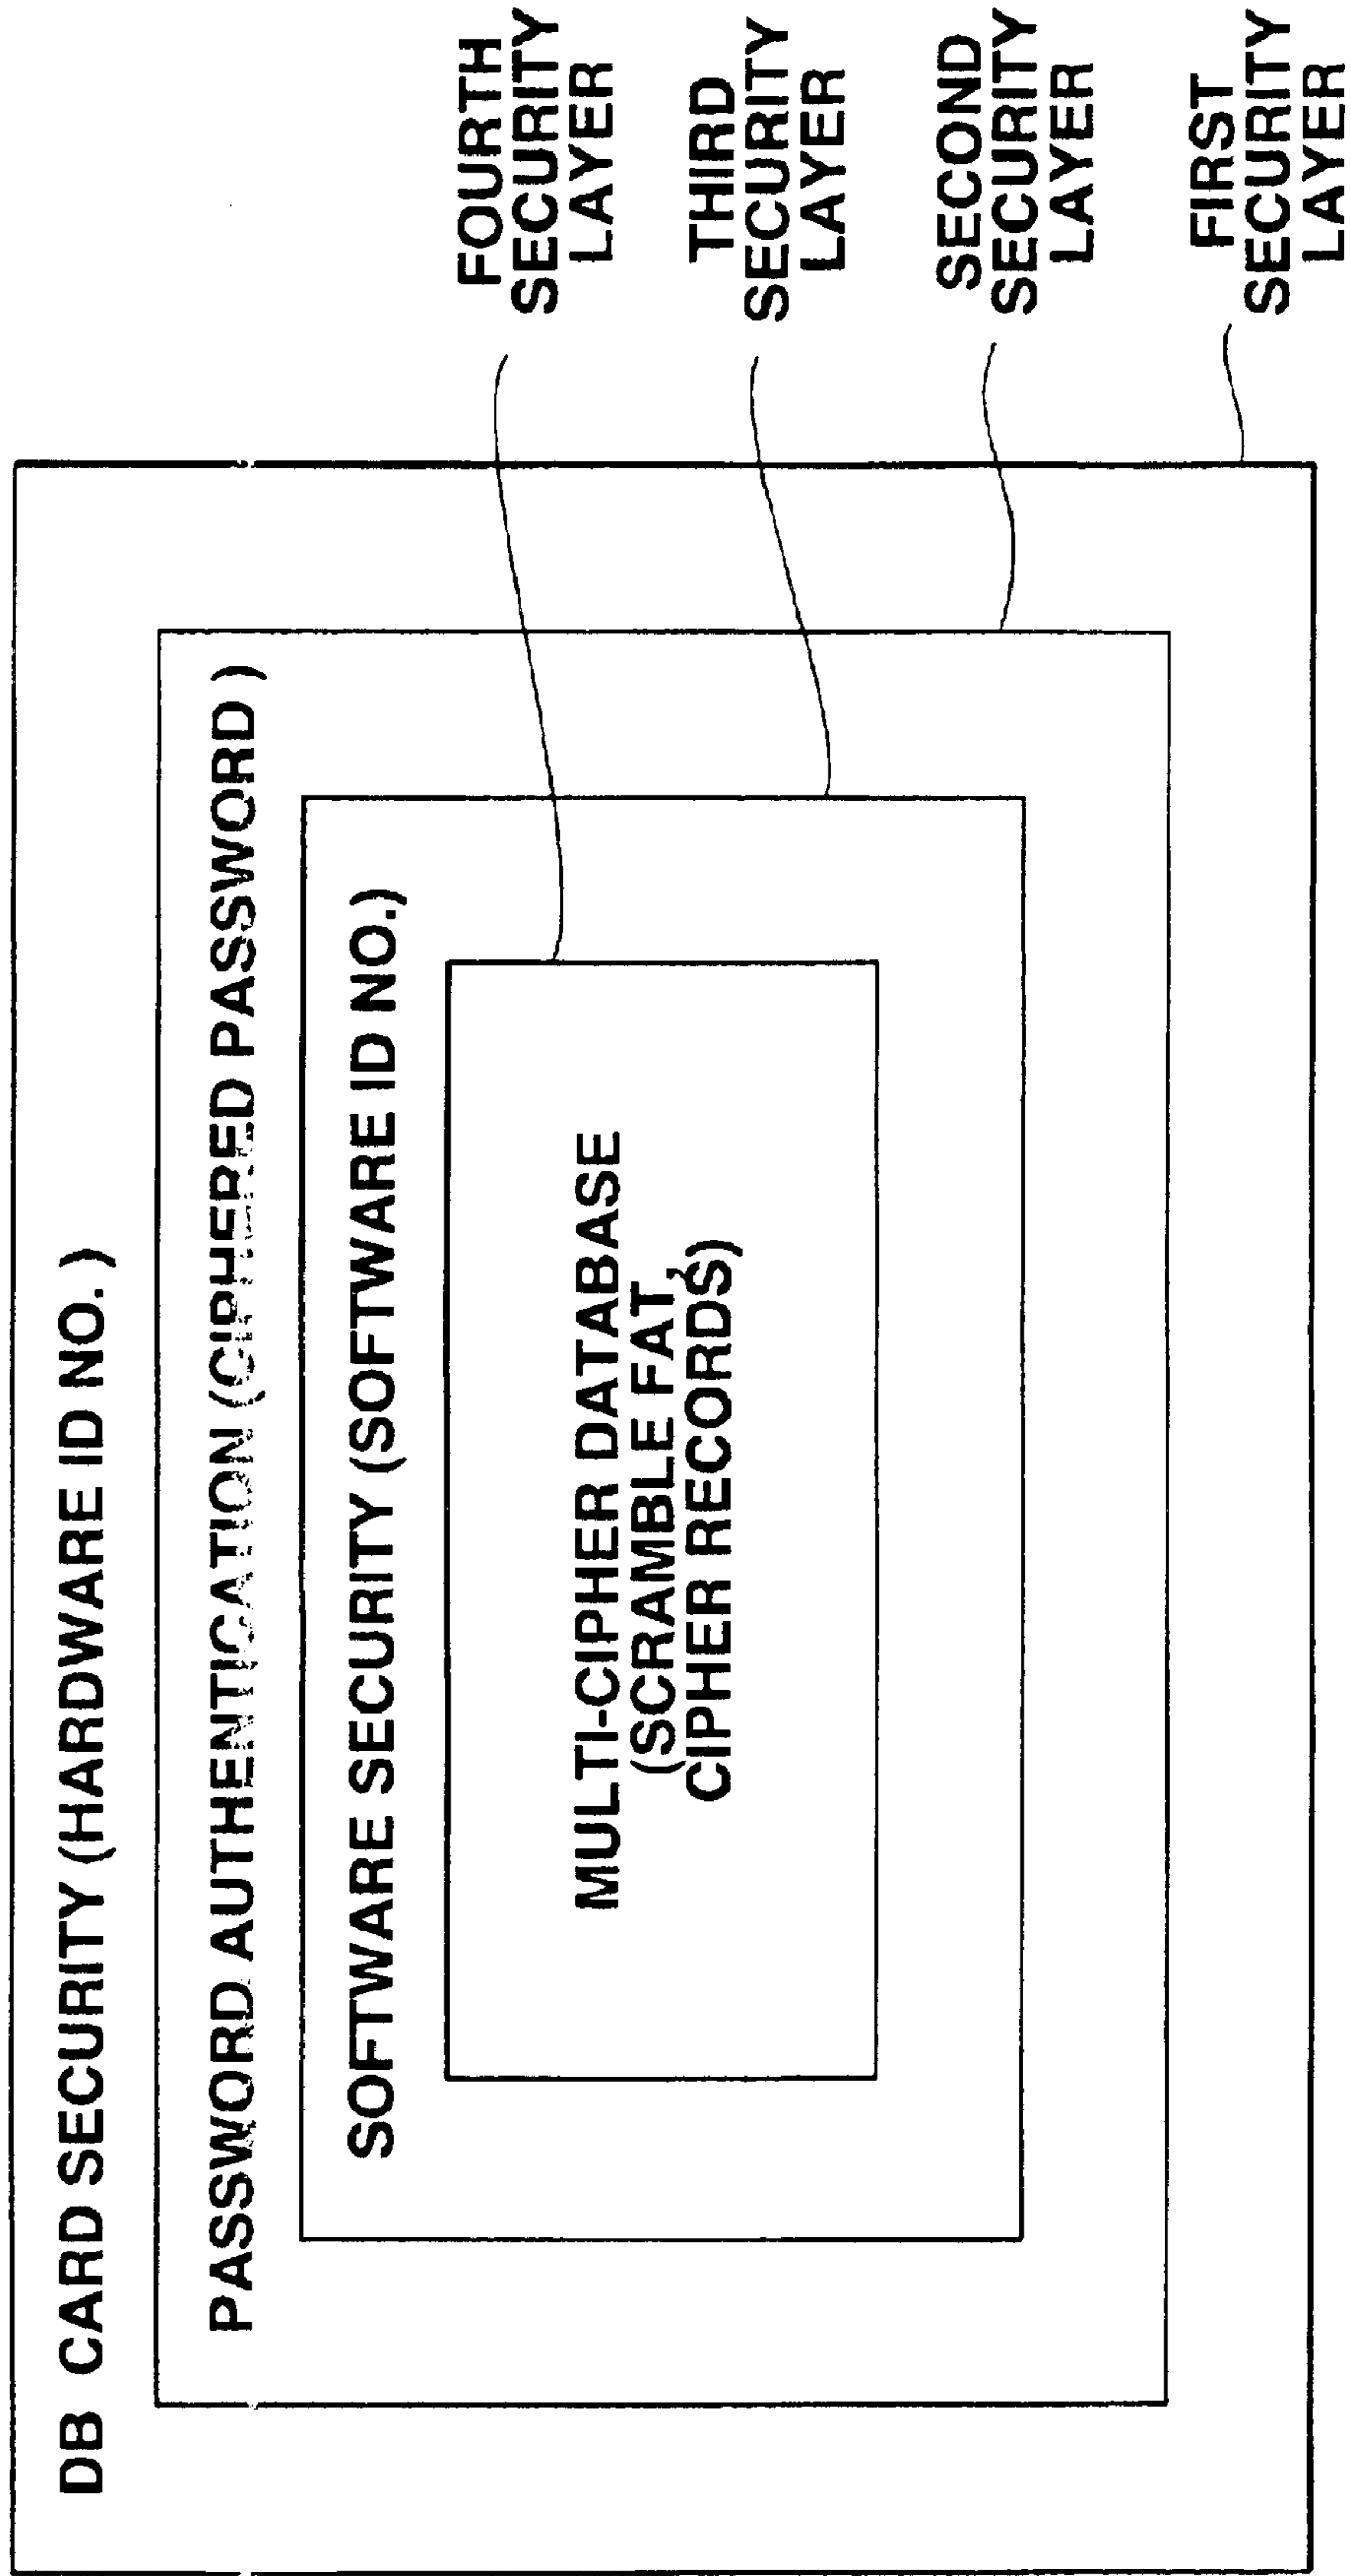 DB CARD SECURITY (HARDWARE ID NO. )
PASSWORD AUTHENTICATION (CIPHERED PASSWORD )
SOFTWARE SECURITY (SOFTWARE ID NO.)
MULTI-CIPHER DATABASE
(SCRAMBLE FAT,
CIPHER RECORDS)
FOURTH
SECURITY
LAYER
THIRD
SECURITY
LAYER
SECOND
SECURITY
LAYER
FIRST
SECURITY
LAYER